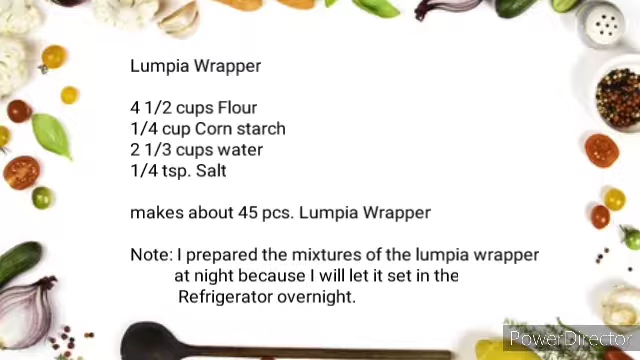 Lumpia Wrapper
4 1/2 cups Flour
1/4 cup Corn starch
2 1/3 cups water
1/4 tsp. Salt
makes about 45 pcs. Lumpia Wrapper
Note: I prepared the mixtures of the lumpia wrapper
at night because I will let it set in the
Refrigerator overnight.
PowerDirector